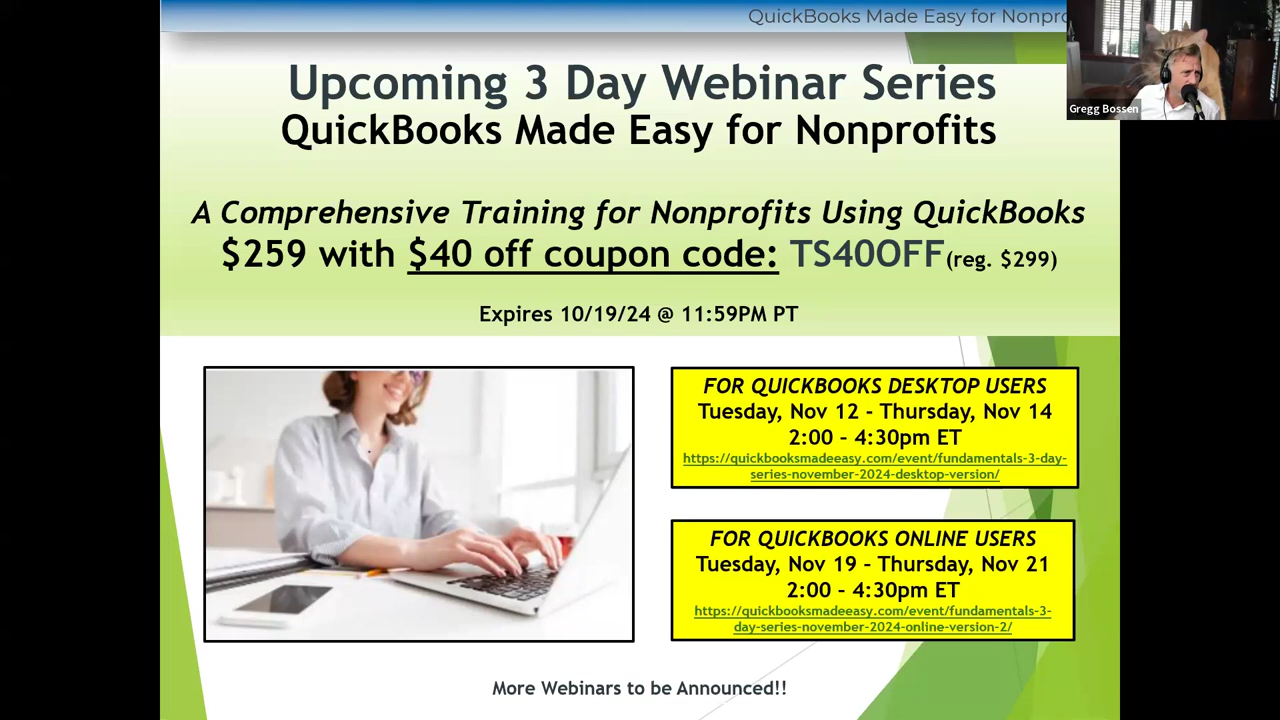 QuickBooks Made Easy for Nonpro
Gregg Bossen
Upcoming 3 Day Webinar Series
QuickBooks Made Easy for Nonprofits
A Comprehensive Training for Nonprofits Using QuickBooks
$259 with $40 off coupon code: TS40OFF(reg. $299)
Expires 10/19/24 @ 11:59PM PT
FOR QUICKBOOKS DESKTOP USERS
Tuesday, Nov 12 - Thursday, Nov 14
2:00 – 4:30pm ET
https://quickbooksmadeeasy.com/event/fundamentals-3-day-
series-november-2024-desktop-version/
FOR QUICKBOOKS ONLINE USERS
Tuesday, Nov 19 – Thursday, Nov 21
2:00 – 4:30pm ET
https://quickbooksmadeeasy.com/event/fundamentals-3-
day-series-november-2024-online-version-2/
More Webinars to be Announced!!